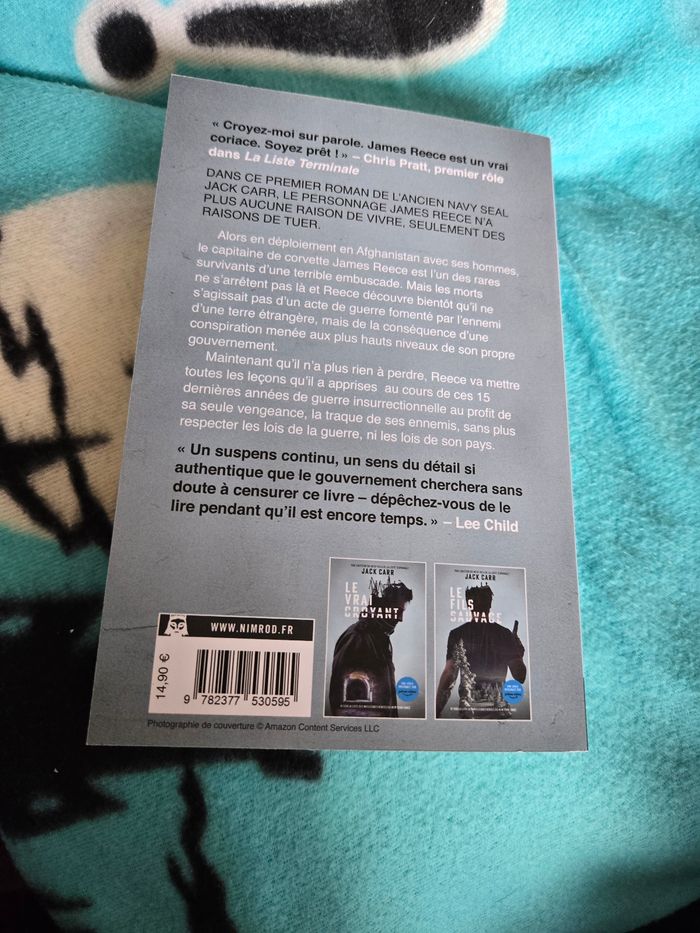 « Croyez-moi sur parole. James Reece est un vrai
coriace. Soyez prêt ! » – Chris Pratt, premier rôle
dans La Liste Terminale
DANS CE PREMIER ROMAN DE L'ANCIEN NAVY SEAL
JACK CARR, LE PERSONNAGE JAMES REECE N'A
PLUS AUCUNE RAISON DE VIVRE, SEULEMENT DES
RAISONS DE TUER.
Alors en déploiement en Afghanistan avec ses hommes,
le capitaine de corvette James Reece est l'un des rares
survivants d'une terrible embuscade. Mais les morts
ne s'arrêtent pas là et Reece découvre bientôt qu'il ne
s'agissait pas d'un acte de guerre fomenté par l'ennemi
d'une terre étrangère, mais de la conséquence d'une
conspiration menée aux plus hauts niveaux de son propre
gouvernement.
Maintenant qu'il n'a plus rien à perdre, Reece va mettre
toutes les leçons qu'il a apprises au cours de ces 15
dernières années de guerre insurrectionnelle au profit de
sa seule vengeance, la traque de ses ennemis, sans plus
respecter les lois de la guerre, ni les lois de son pays.
« Un suspens continu, un sens du détail si
authentique que le gouvernement cherchera sans
doute à censurer ce livre – dépêchez-vous de le
lire pendant qu'il est encore temps. » – Lee Child
JACK CARR
LE
VRAI
CROYANT
JACK CARR
LE
FILS
SAUVAGE
WWW.NIMROD.FR
14,90 €
9 782377 530595
Photographie de couverture © Amazon Content Services LLC